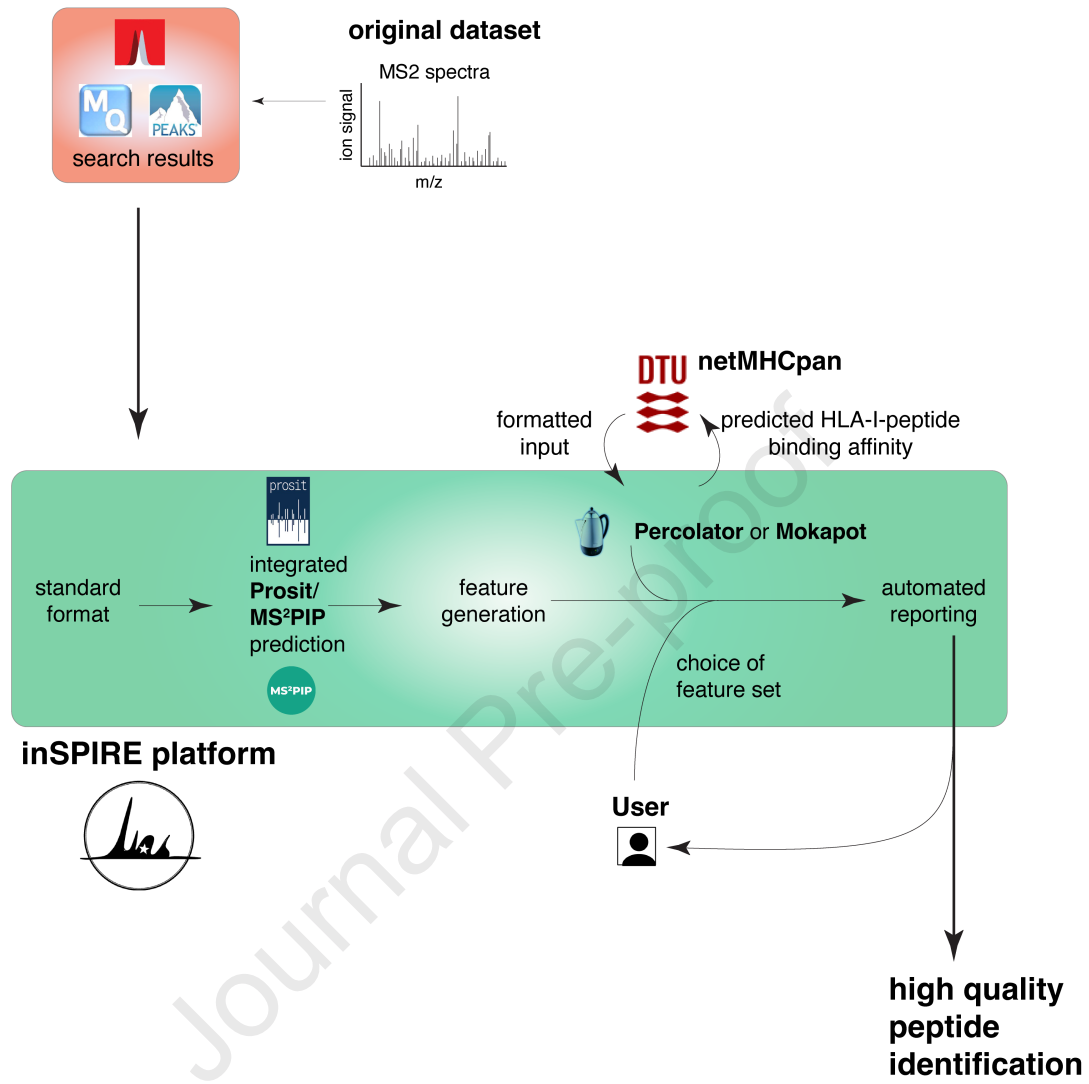 original dataset
MS2 spectra
ion signal
m/z
M
Q
PEAKS
search results
DTU
netMHCpan
formatted
input
predicted HLA-I-peptide
binding affinity
prosit
Percolator or Mokapot
standard
format
integrated
Prosit/
MS²PIP
prediction
MS²PIP
feature
generation
automated
reporting
choice of
feature set
inSPIRE platform
User
high quality
peptide
identification
Journal Pre-proof